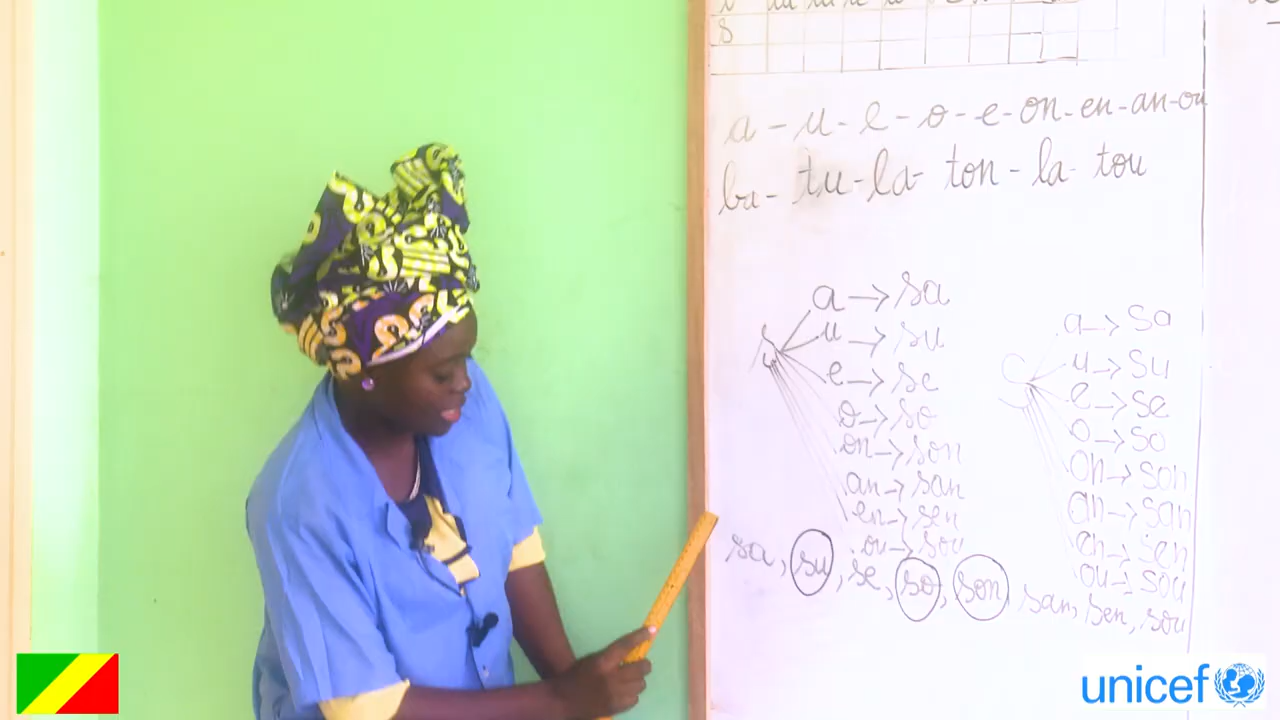 s
a - u - e - o - e - on - en - an - ou
ba - tu - la - ton - la - tou
a → sa
u → su
e → se
o → so
on → son
an → san
en → sen
ou → sou
a → sa
u → su
e → se
o → so
on → son
an → san
en → sen
ou → sou
sa, su, se, so, son, san, sen, sou
unicef